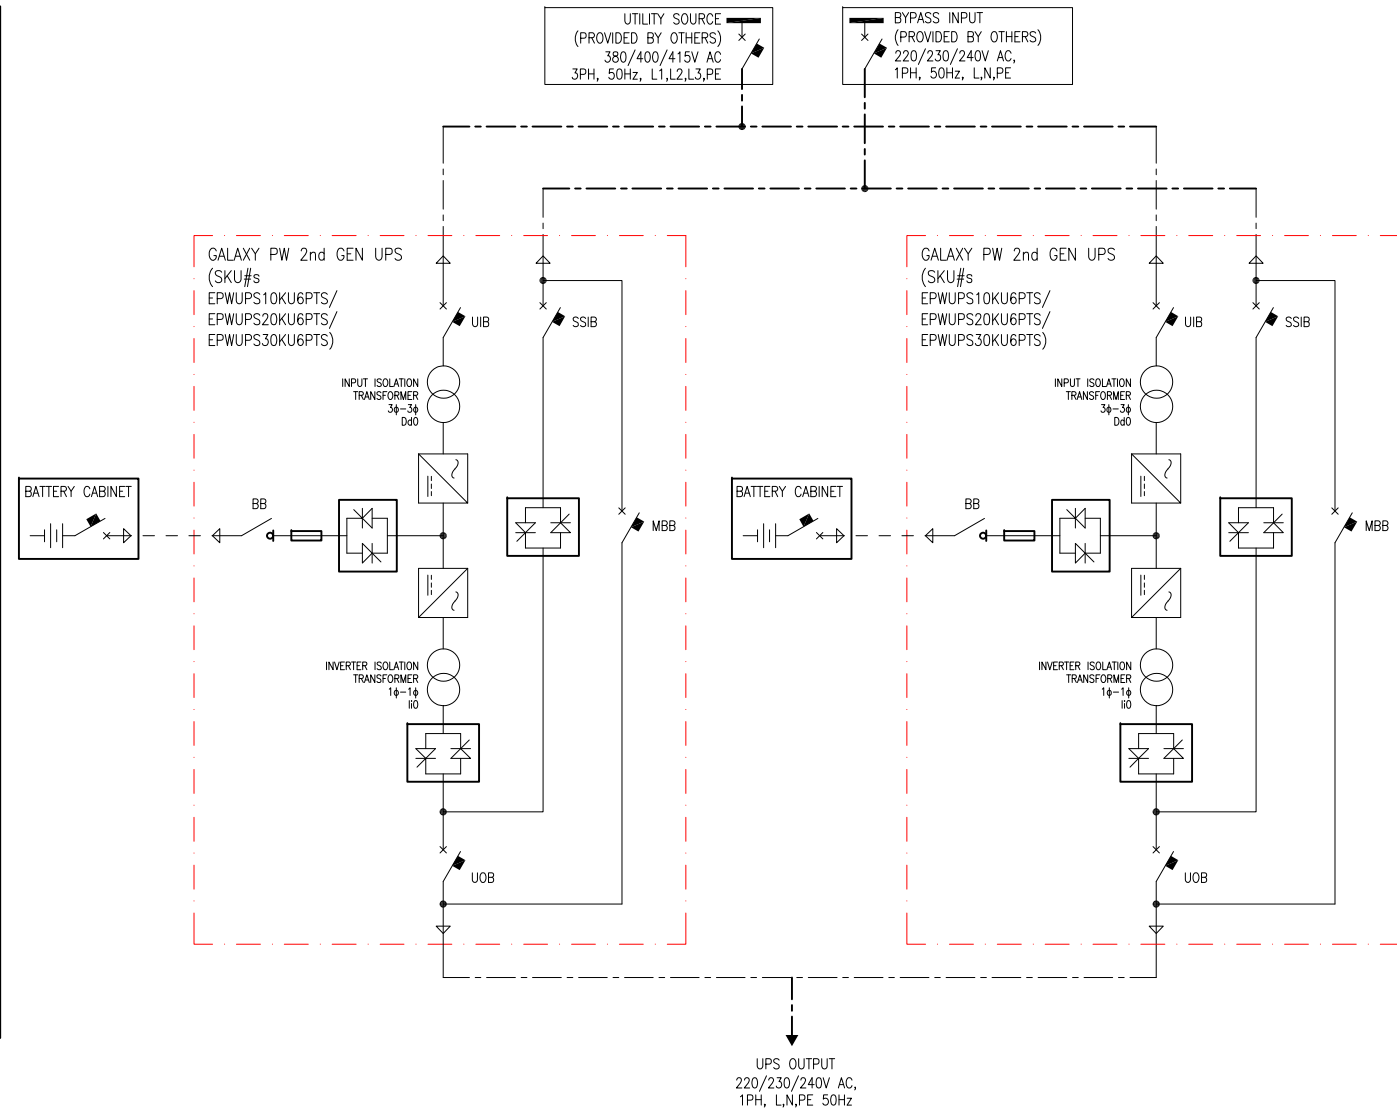 UTILITY SOURCE
(PROVIDED BY OTHERS)
380/400/415V AC
3PH, 50Hz, L1,L2,L3,PE
BYPASS INPUT
(PROVIDED BY OTHERS)
220/230/240V AC,
1PH, 50Hz, L,N,PE
GALAXY PW 2nd GEN UPS
(SKU#s
EPWUPS10KU6PTS/
EPWUPS20KU6PTS/
EPWUPS30KU6PTS)
UIB
SSIB
INPUT ISOLATION
TRANSFORMER
3ϕ-3ϕ
Dd0
BATTERY CABINET
BB
MBB
INVERTER ISOLATION
TRANSFORMER
1ϕ-1ϕ
Ii0
UOB
GALAXY PW 2nd GEN UPS
(SKU#s
EPWUPS10KU6PTS/
EPWUPS20KU6PTS/
EPWUPS30KU6PTS)
UIB
SSIB
INPUT ISOLATION
TRANSFORMER
3ϕ-3ϕ
Dd0
BATTERY CABINET
BB
MBB
INVERTER ISOLATION
TRANSFORMER
1ϕ-1ϕ
Ii0
UOB
UPS OUTPUT
220/230/240V AC,
1PH, L,N,PE 50Hz